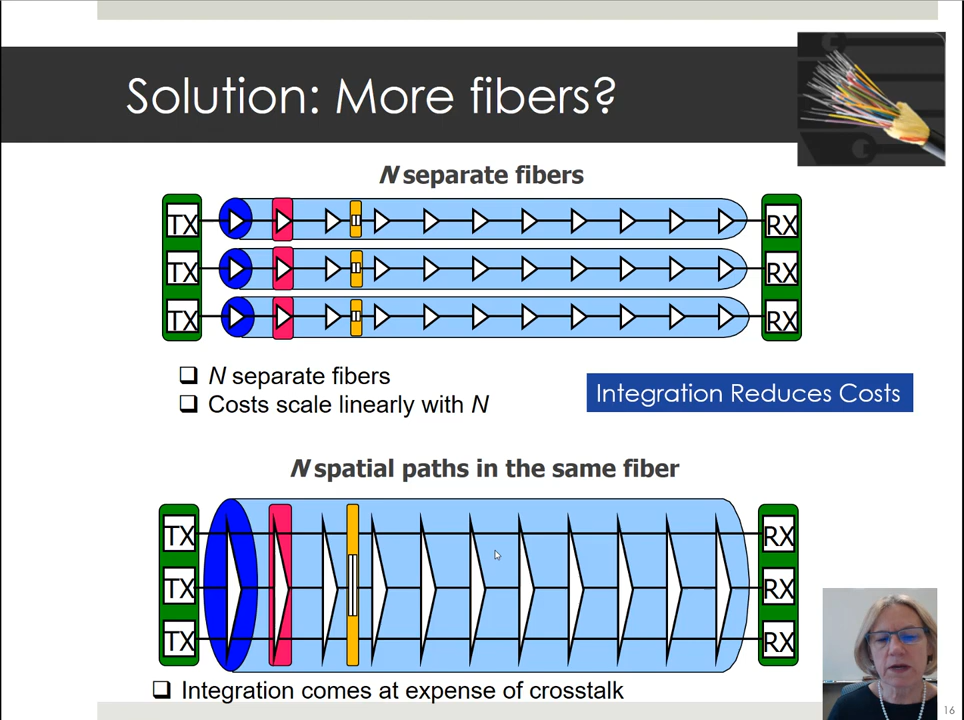 Solution: More fibers?
N separate fibers
TX RX
TX RX
TX RX
❑ N separate fibers
❑ Costs scale linearly with N
Integration Reduces Costs
N spatial paths in the same fiber
TX RX
TX RX
TX RX
❑ Integration comes at expense of crosstalk
16